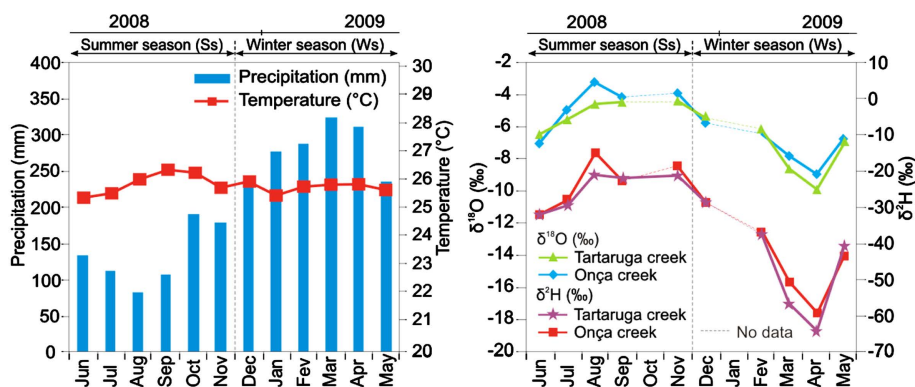 2008 2009
Summer season (Ss) Winter season (Ws)
400
350
300
250
200
150
100
50
0
Precipitation (mm)
Precipitation (mm)
Temperature (°C)
30
29
28
27
26
25
24
23
22
21
20
Temperature (°C)
Jun Jul Aug Sep Oct Nov Dec Jan Feb Mar Apr May
2008 2009
Summer season (Ss) Winter season (Ws)
-2
-4
-6
-8
-10
-12
-14
-16
-18
-20
δ¹⁸O (‰)
δ¹⁸O (‰)
Tartaruga creek
Onça creek
δ²H (‰)
Tartaruga creek
Onça creek
No data
10
0
-10
-20
-30
-40
-50
-60
-70
δ²H (‰)
Jun Jul Aug Sep Oct Nov Dec Jan Fev Mar Apr May